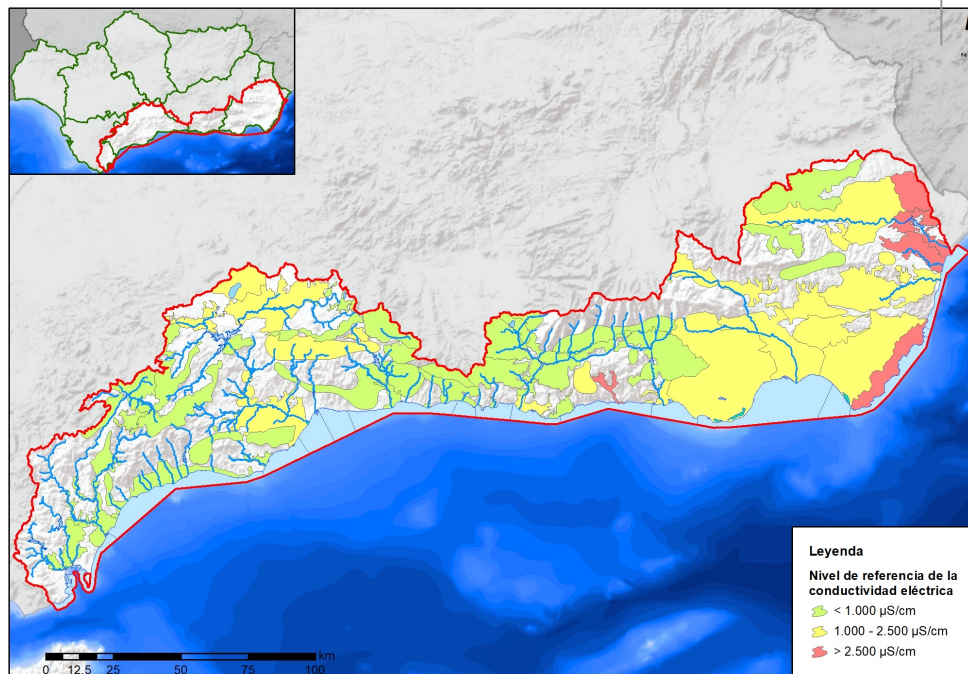 N
Leyenda
Nivel de referencia de la
conductividad eléctrica
< 1.000 µS/cm
1.000 - 2.500 µS/cm
> 2.500 µS/cm
km
0 12,5 25 50 75 100